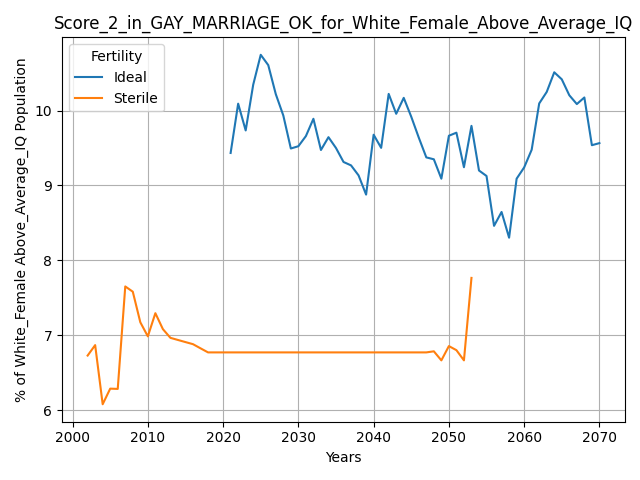 Score_2_in_GAY_MARRIAGE_OK_for_White_Female_Above_Average_IQ
Fertility
Ideal
Sterile
% of White_Female Above_Average_IQ Population
10
9
8
7
6
2000 2010 2020 2030 2040 2050 2060 2070
Years